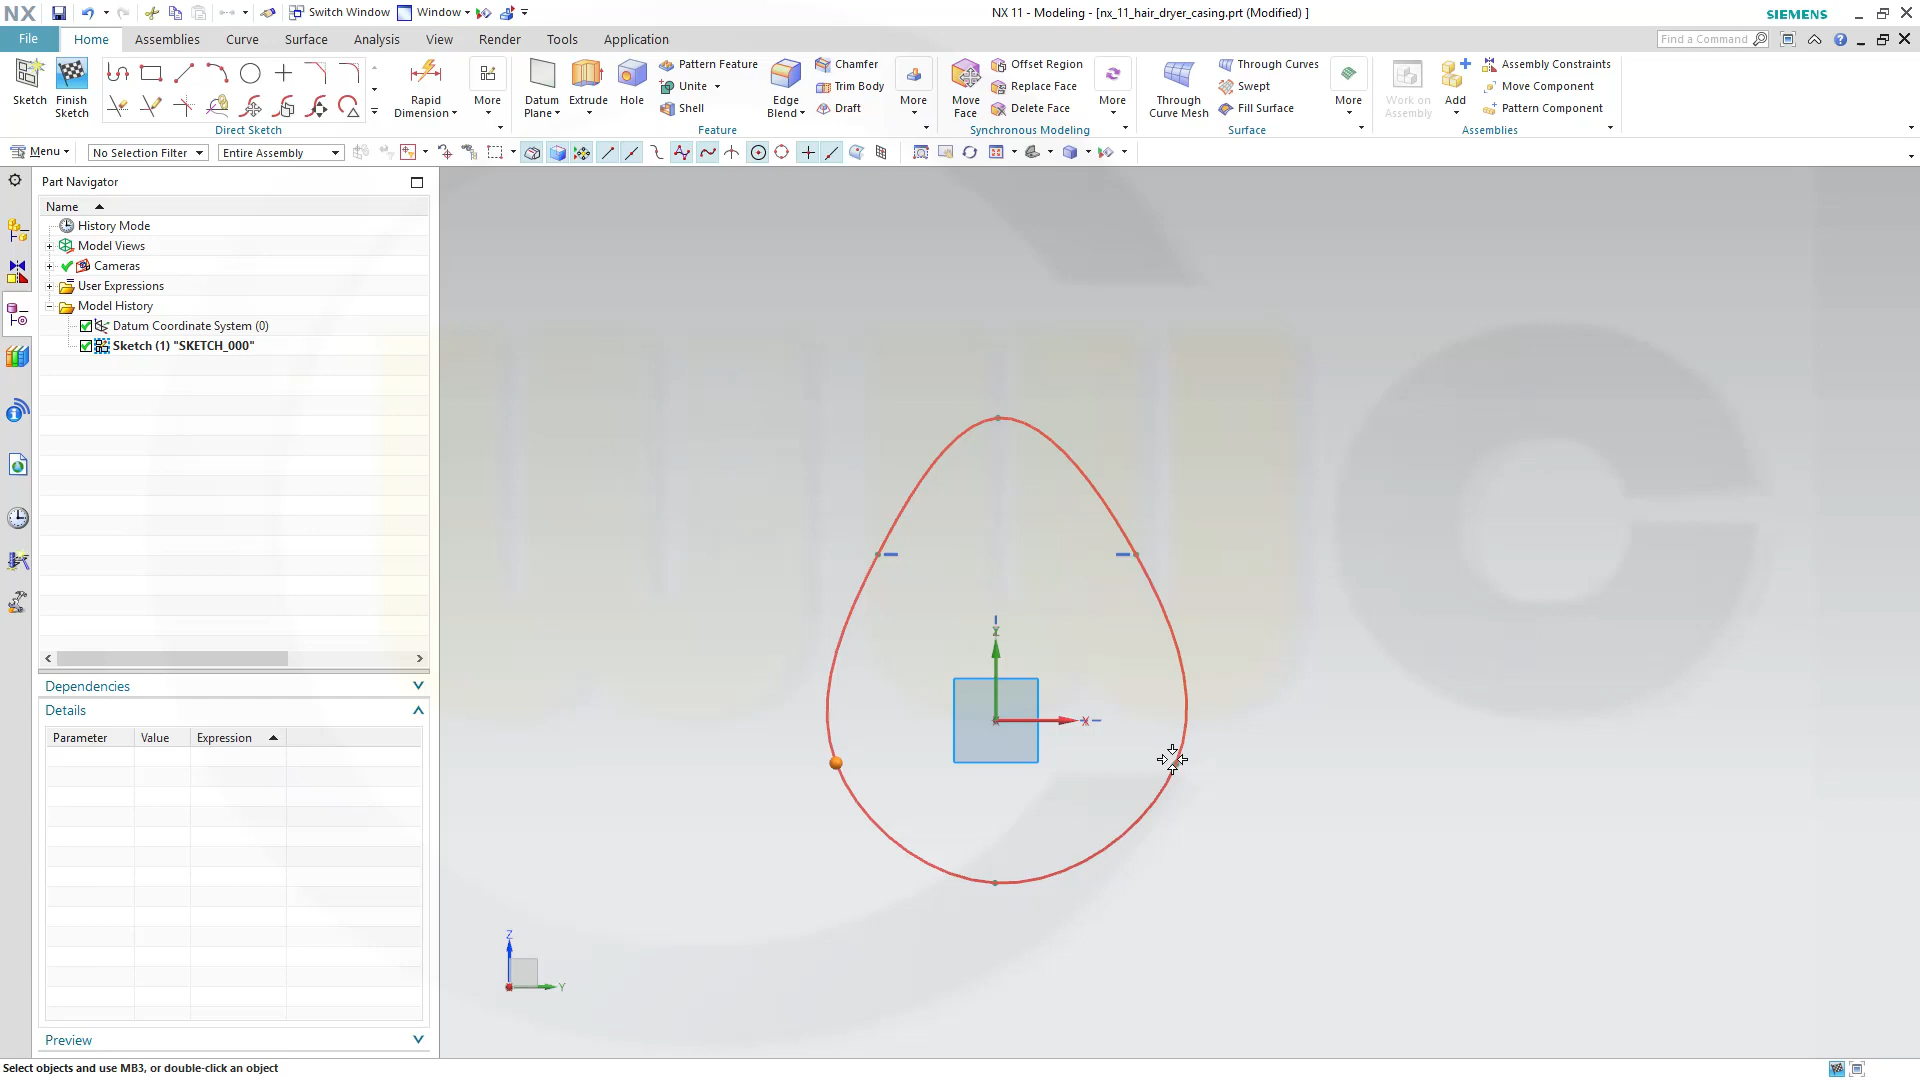 NX
Switch Window
Window
NX 11 - Modeling - [nx_11_hair_dryer_casing.prt (Modified) ]
SIEMENS
File
Home
Assemblies
Curve
Surface
Analysis
View
Render
Tools
Application
Find a Command
Sketch
Finish Sketch
Direct Sketch
Rapid Dimension
More
Datum Plane
Extrude
Hole
Pattern Feature
Unite
Shell
Edge Blend
Chamfer
Trim Body
Draft
More
Feature
Move Face
Offset Region
Replace Face
Delete Face
More
Synchronous Modeling
Through Curve Mesh
Through Curves
Swept
Fill Surface
More
Surface
Work on Assembly
Add
Assembly Constraints
Move Component
Pattern Component
Assemblies
Menu
No Selection Filter
Entire Assembly
Part Navigator
Name
History Mode
Model Views
Cameras
User Expressions
Model History
Datum Coordinate System (0)
Sketch (1) "SKETCH_000"
Dependencies
Details
Parameter
Value
Expression
Preview
X
Z
Y
Select objects and use MB3, or double-click an object